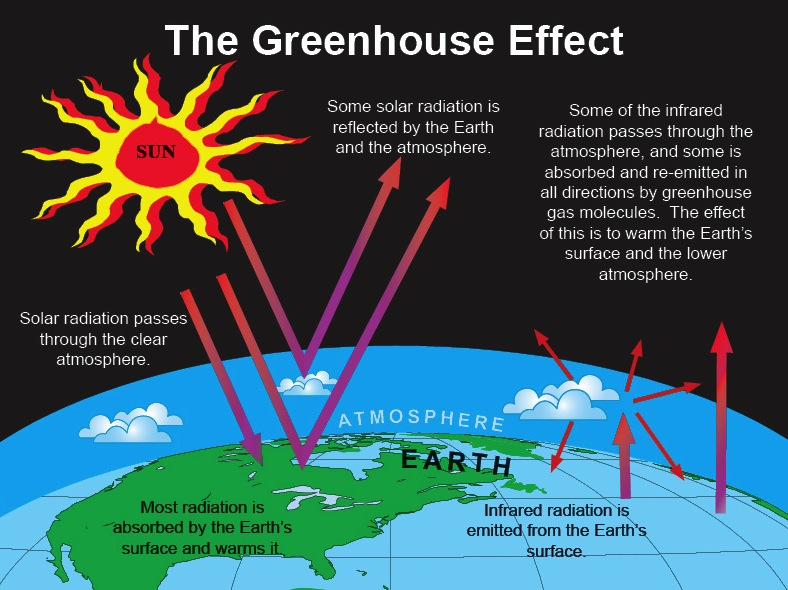 The Greenhouse Effect
SUN
Some solar radiation is
reflected by the Earth
and the atmosphere.
Some of the infrared
radiation passes through the
atmosphere, and some is
absorbed and re-emitted in
all directions by greenhouse
gas molecules.  The effect
of this is to warm the Earth's
surface and the lower
atmosphere.
Solar radiation passes
through the clear
atmosphere.
ATMOSPHERE
EARTH
Most radiation is
absorbed by the Earth's
surface and warms it
Infrared radiation is
emitted from the Earth's
surface.